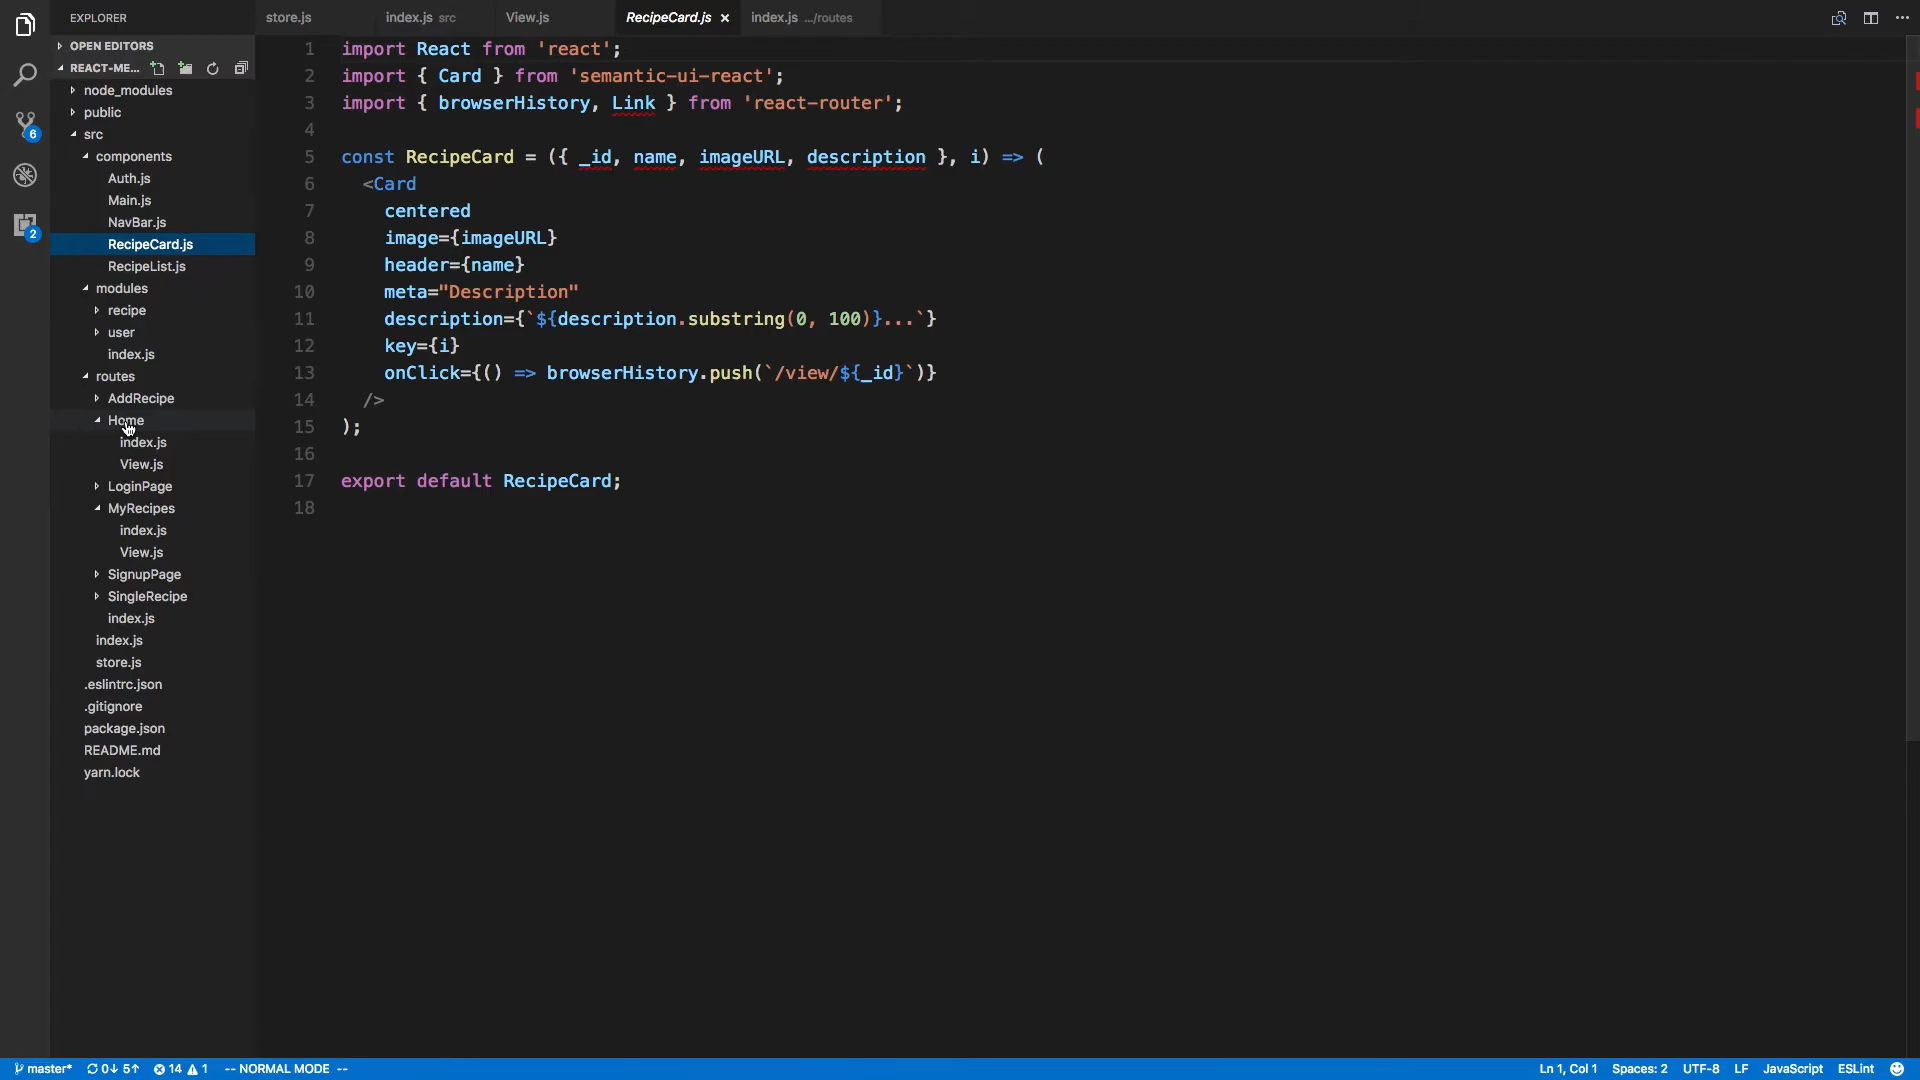 EXPLORER
store.js
index.js src
View.js
RecipeCard.js
index.js .../routes
OPEN EDITORS
REACT-ME...
node_modules
public
src
components
Auth.js
Main.js
NavBar.js
RecipeCard.js
RecipeList.js
modules
recipe
user
index.js
routes
AddRecipe
Home
index.js
View.js
LoginPage
MyRecipes
index.js
View.js
SignupPage
SingleRecipe
index.js
index.js
store.js
.eslintrc.json
.gitignore
package.json
README.md
yarn.lock
6
2
1 import React from 'react';
2 import { Card } from 'semantic-ui-react';
3 import { browserHistory, Link } from 'react-router';
4
5 const RecipeCard = ({ _id, name, imageURL, description }, i) => (
6 <Card
7 centered
8 image={imageURL}
9 header={name}
10 meta="Description"
11 description={`${description.substring(0, 100)}...`}
12 key={i}
13 onClick={() => browserHistory.push(`/view/${_id}`)}
14 />
15 );
16
17 export default RecipeCard;
18
master* 0↓ 5↑ 14 1 -- NORMAL MODE --
Ln 1, Col 1 Spaces: 2 UTF-8 LF JavaScript ESLint